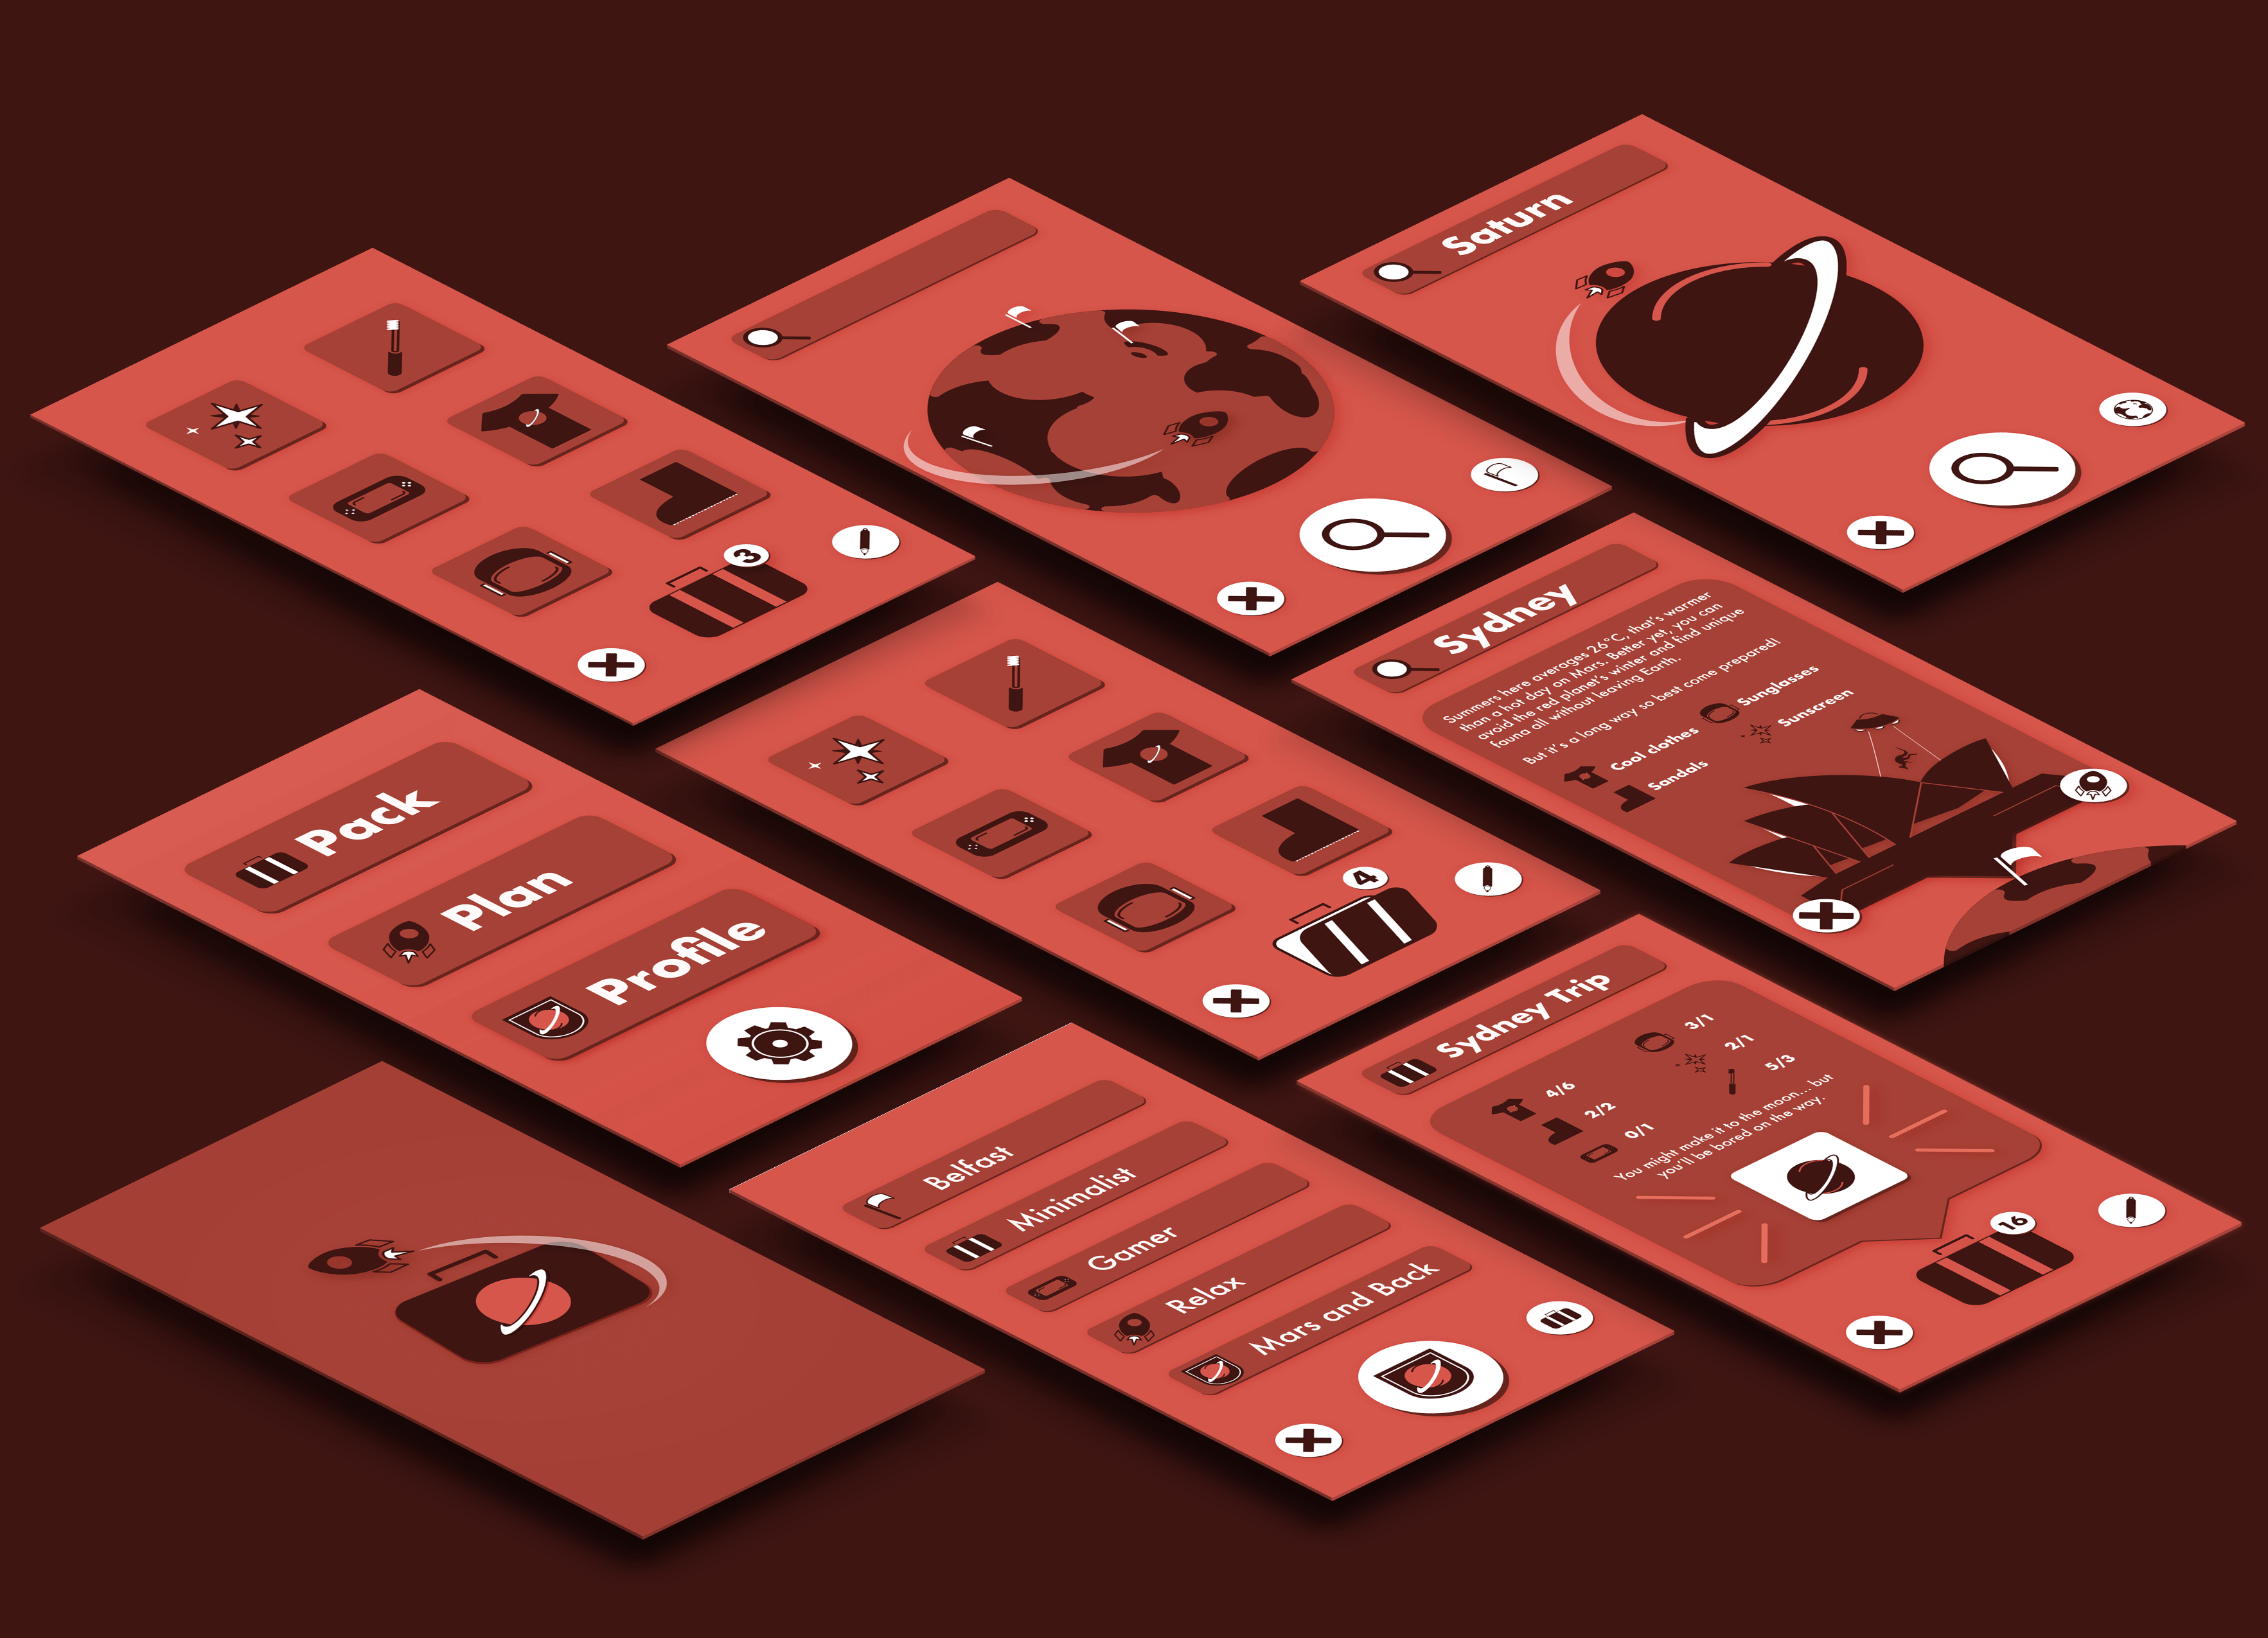 3
Saturn
Pack
Plan
Profile
4
Sydney
Summers here averages 26°C, that's warmer
than a hot day on Mars. Better yet, you can
avoid the red planet's winter and find unique
fauna all without leaving Earth.
But it's a long way so best come prepared!
Cool clothes
Sunglasses
Sandals
Sunscreen
Belfast
Minimalist
Gamer
Relax
Mars and Back
Sydney Trip
4/6
3/1
2/2
2/1
0/1
5/3
You might make it to the moon... but
you'll be bored on the way.
16